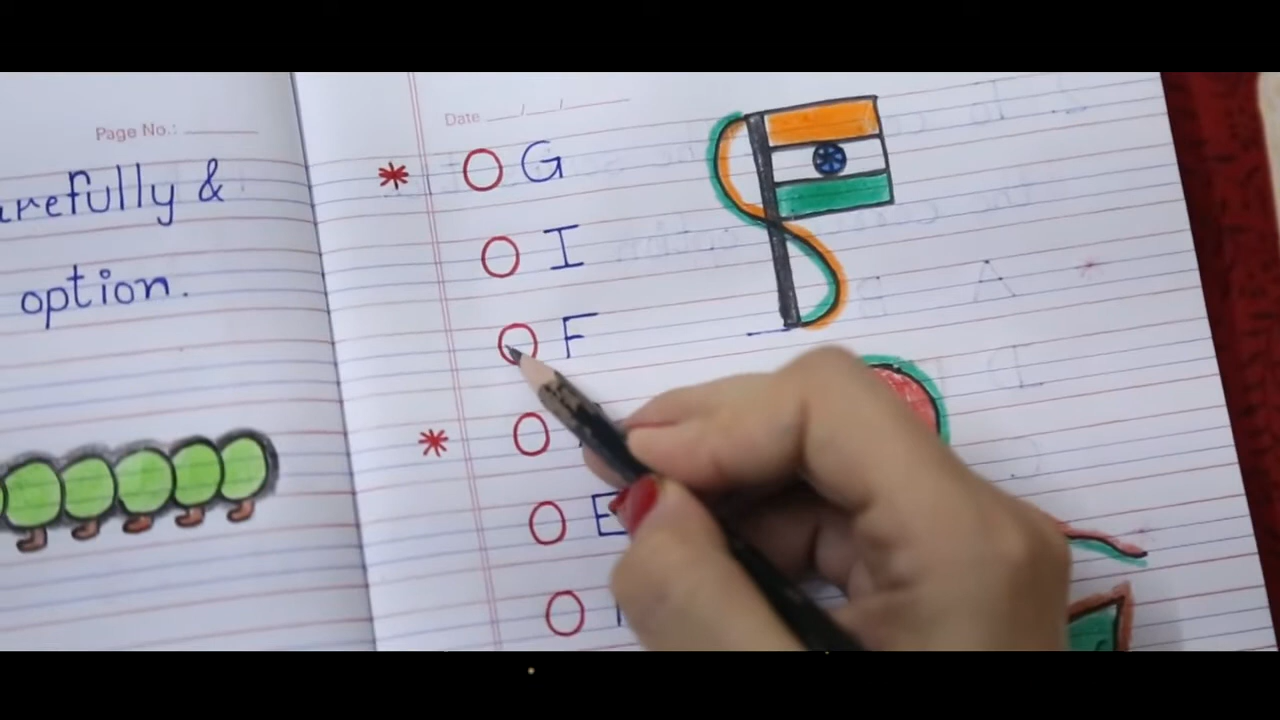 Page No.:
arefully &
option.
Date / /
* G
I
F
*
E